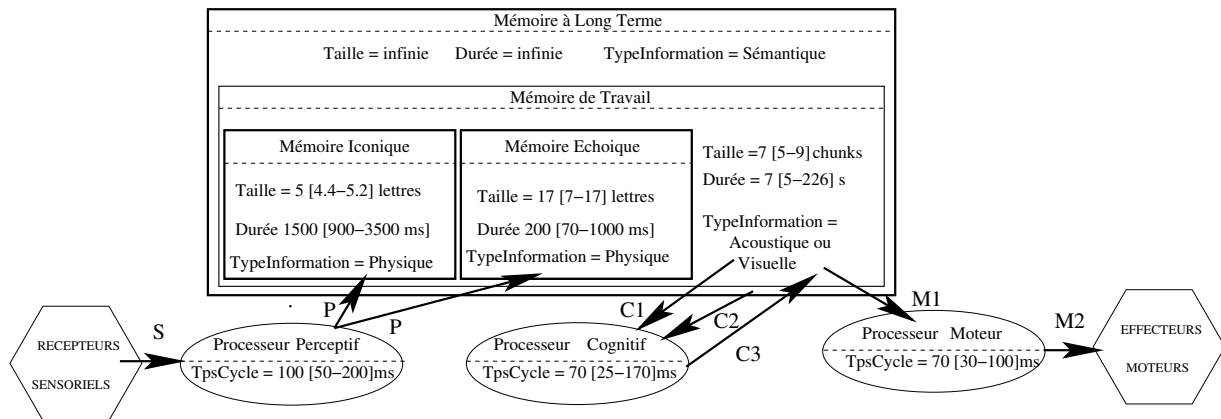 Mémoire à Long Terme
Taille = infinie Durée = infinie TypeInformation = Sémantique
Mémoire de Travail
Mémoire Iconique
Taille = 5 [4.4−5.2] lettres
Durée 1500 [900−3500 ms]
TypeInformation = Physique
Mémoire Echoique
Taille = 17 [7−17] lettres
Durée 200 [70−1000 ms]
TypeInformation = Physique
Taille =7 [5−9] chunks
Durée = 7 [5−226] s
TypeInformation =
Acoustique ou
Visuelle
RECEPTEURS
SENSORIELS
S
P
P
Processeur Perceptif
TpsCycle = 100 [50−200]ms
C1
C2
C3
Processeur Cognitif
TpsCycle = 70 [25−170]ms
M1
Processeur Moteur
TpsCycle = 70 [30−100]ms
M2
EFFECTEURS
MOTEURS